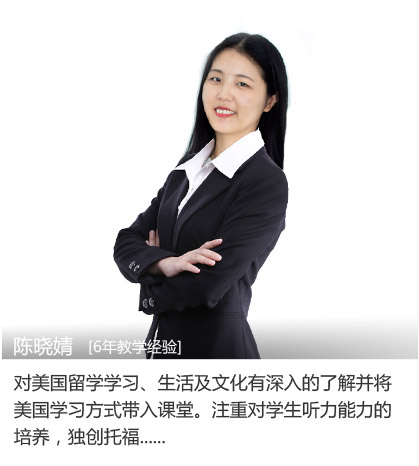 陈晓婧 [6年教学经验]
对美国留学学习、生活及文化有深入的了解并将
美国学习方式带入课堂。注重对学生听力能力的
培养，独创托福......